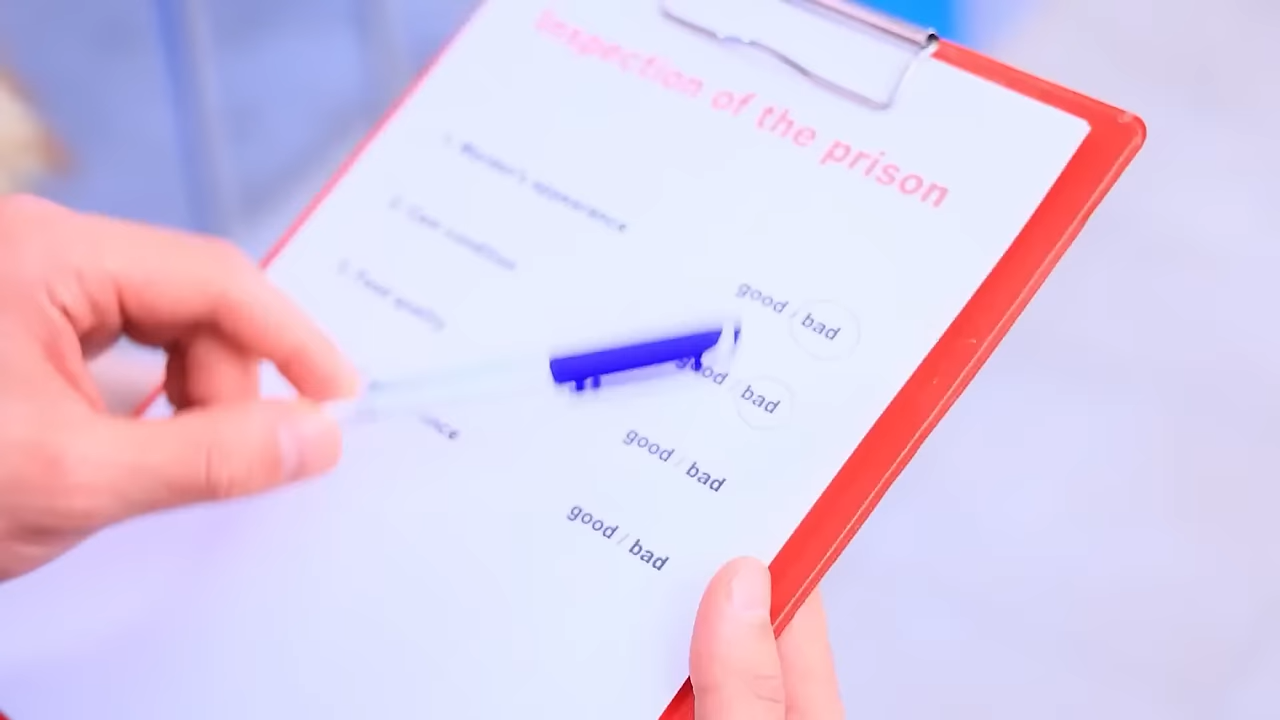 Inspection of the prison
1. Warden's appearance
2. Cell condition
3. Food quality
good / bad
good / bad
good / bad
good / bad